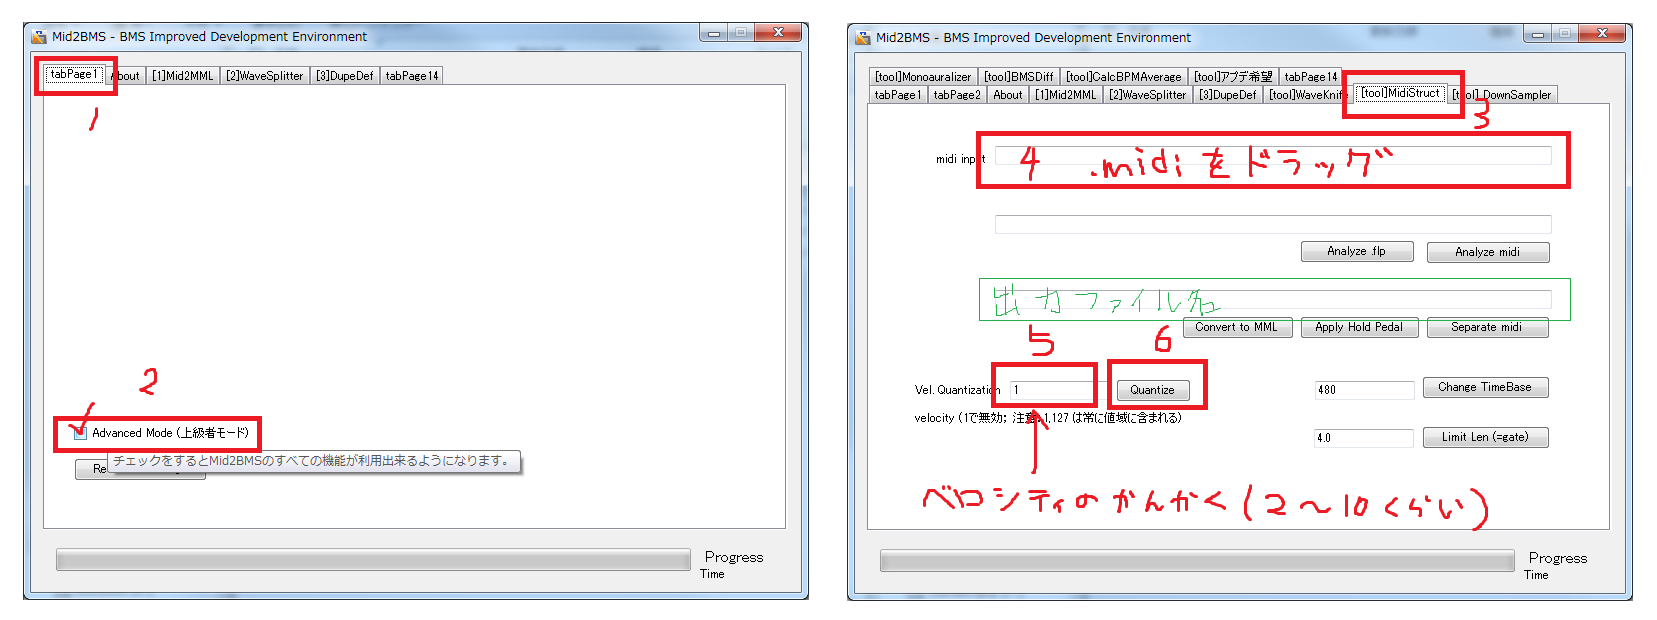 Mid2BMS - BMS Improved Development Environment
tabPage1 About [1]Mid2MML [2]WaveSplitter [3]DupeDef tabPage14
1
2
Advanced Mode (上級者モード)
Re
チェックをするとMid2BMSのすべての機能が利用出来るようになります。
Progress
Time
Mid2BMS - BMS Improved Development Environment
[tool]Monoauralizer [tool]BMSDiff [tool]CalcBPMAverage [tool]アプデ希望 tabPage14
tabPage1 tabPage2 About [1]Mid2MML [2]WaveSplitter [3]DupeDef [tool]WaveKnife [tool]MidiStruct [tool] DownSampler
3
midi input 4 .midiをドラッグ
Analyze .flp Analyze midi
出力ファイル名
Convert to MML Apply Hold Pedal Separate midi
5 6
Vel. Quantization 1 Quantize 480 Change TimeBase
velocity (1で無効; 注意: 1,127 は常に値域に含まれる)
4.0 Limit Len (=gate)
ベロシティのかんかく(2〜10くらい)
Progress
Time